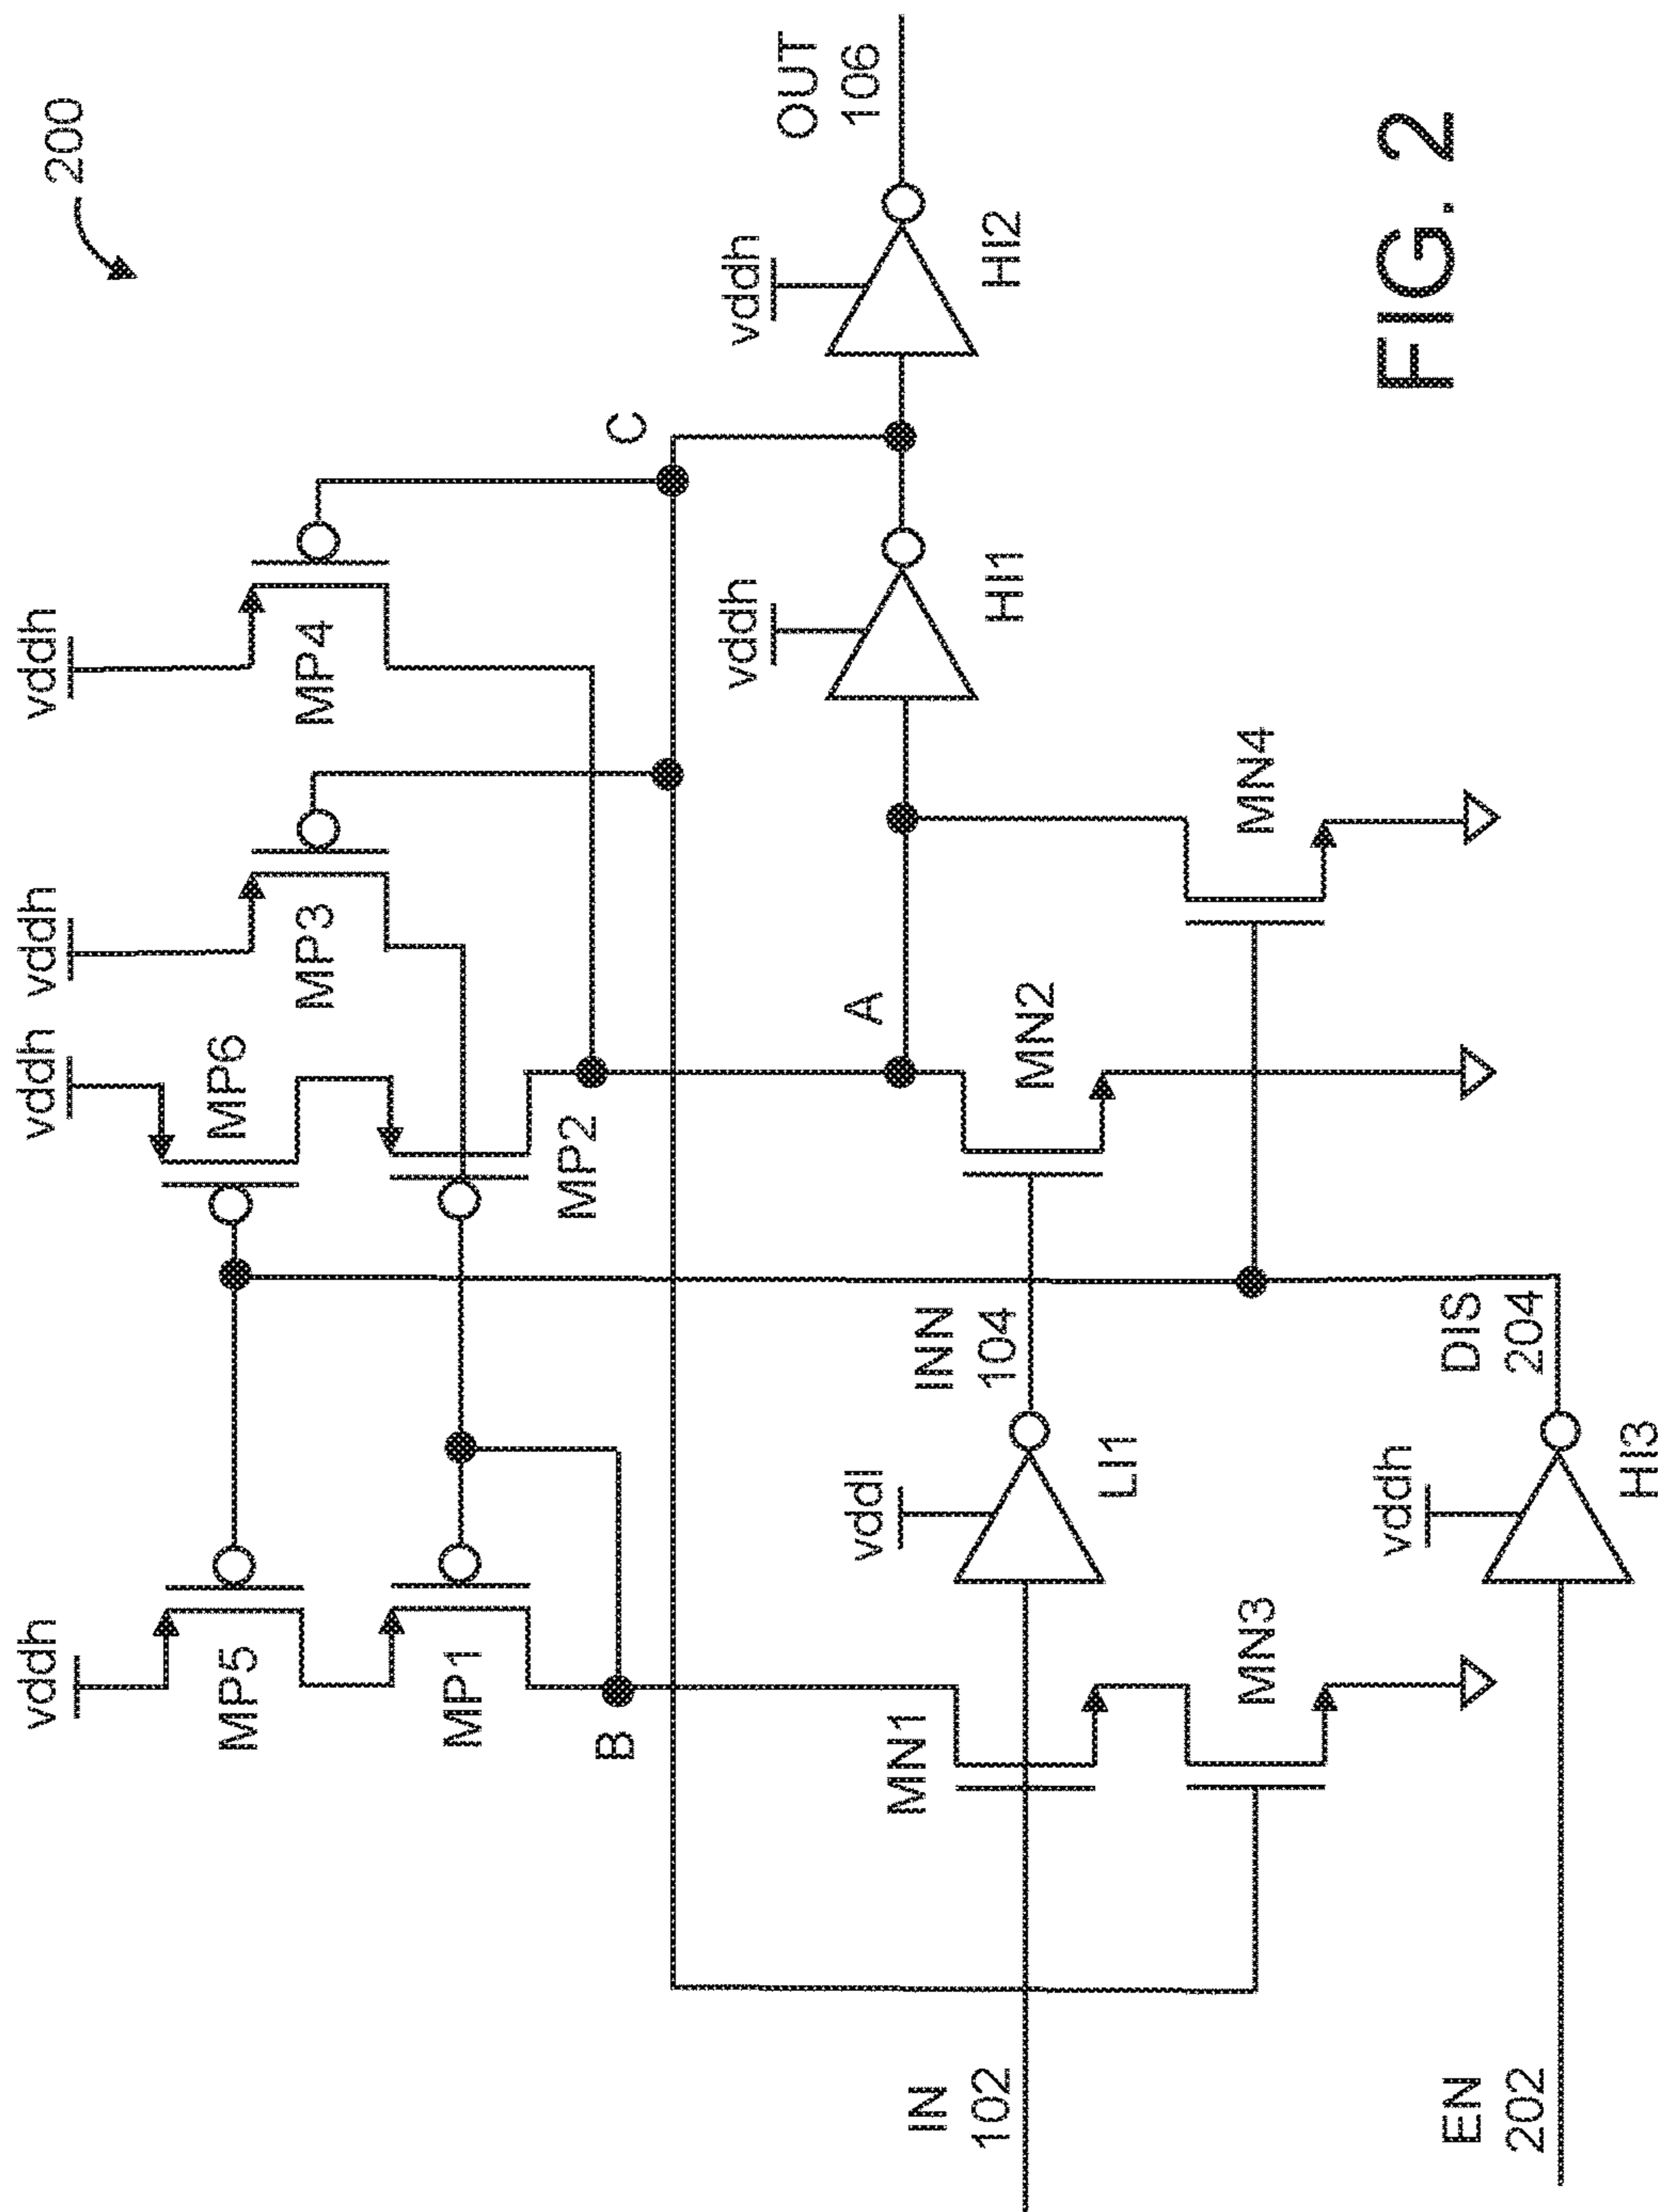 200
vddh
vddh
vddh
vddh
MP5
MP6
MP3
MP4
MP1
MP2
B
C
vddh
vddh
OUT
106
A
HI1
HI2
MN1
vddl
INN
104
MN2
IN
102
LI1
MN3
MN4
vddh
DIS
204
EN
202
HI3
FIG. 2